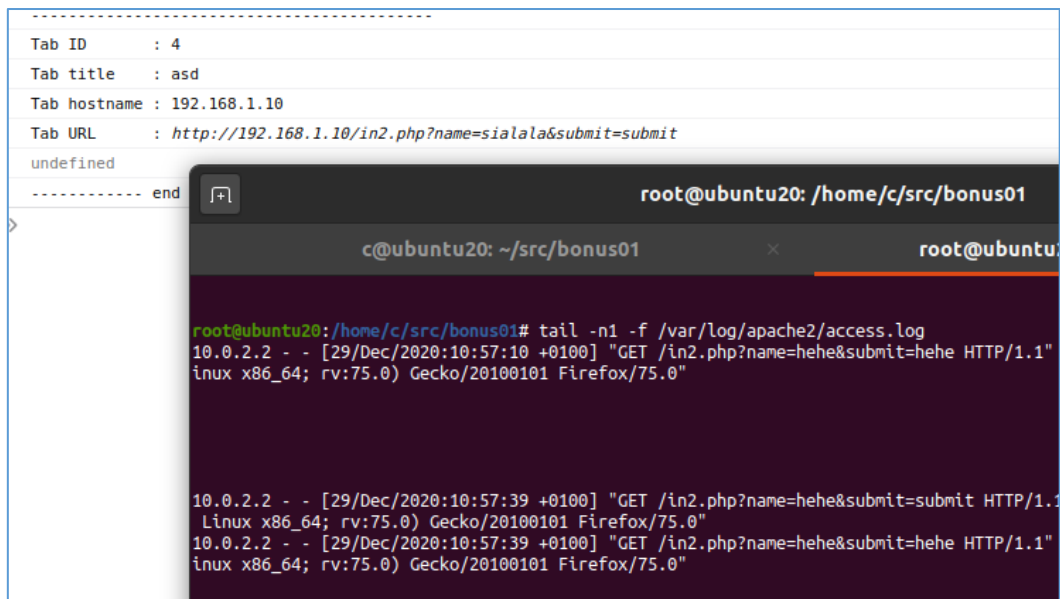 -------------------------------------------
Tab ID : 4
Tab title : asd
Tab hostname : 192.168.1.10
Tab URL : http://192.168.1.10/in2.php?name=sialala&submit=submit
undefined
------------ end
>
root@ubuntu20: /home/c/src/bonus01
c@ubuntu20: ~/src/bonus01 × root@ubuntu
root@ubuntu20:/home/c/src/bonus01# tail -n1 -f /var/log/apache2/access.log
10.0.2.2 - - [29/Dec/2020:10:57:10 +0100] "GET /in2.php?name=hehe&submit=hehe HTTP/1.1"
inux x86_64; rv:75.0) Gecko/20100101 Firefox/75.0"
10.0.2.2 - - [29/Dec/2020:10:57:39 +0100] "GET /in2.php?name=hehe&submit=submit HTTP/1.1
Linux x86_64; rv:75.0) Gecko/20100101 Firefox/75.0"
10.0.2.2 - - [29/Dec/2020:10:57:39 +0100] "GET /in2.php?name=hehe&submit=hehe HTTP/1.1"
inux x86_64; rv:75.0) Gecko/20100101 Firefox/75.0"